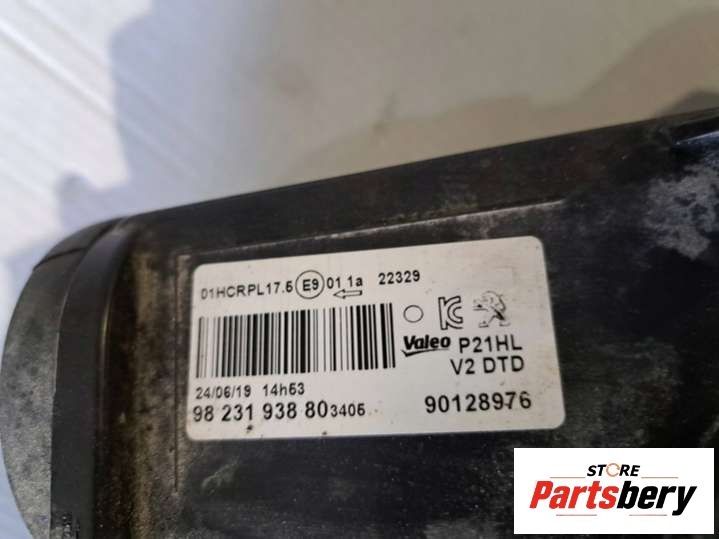 01HCRPL17.5 E9 01 1a 22329
Valeo P21HL
V2 DTD
24/06/19 14h53
98 231 938 80 3405 90128976
STORE
Partsbery